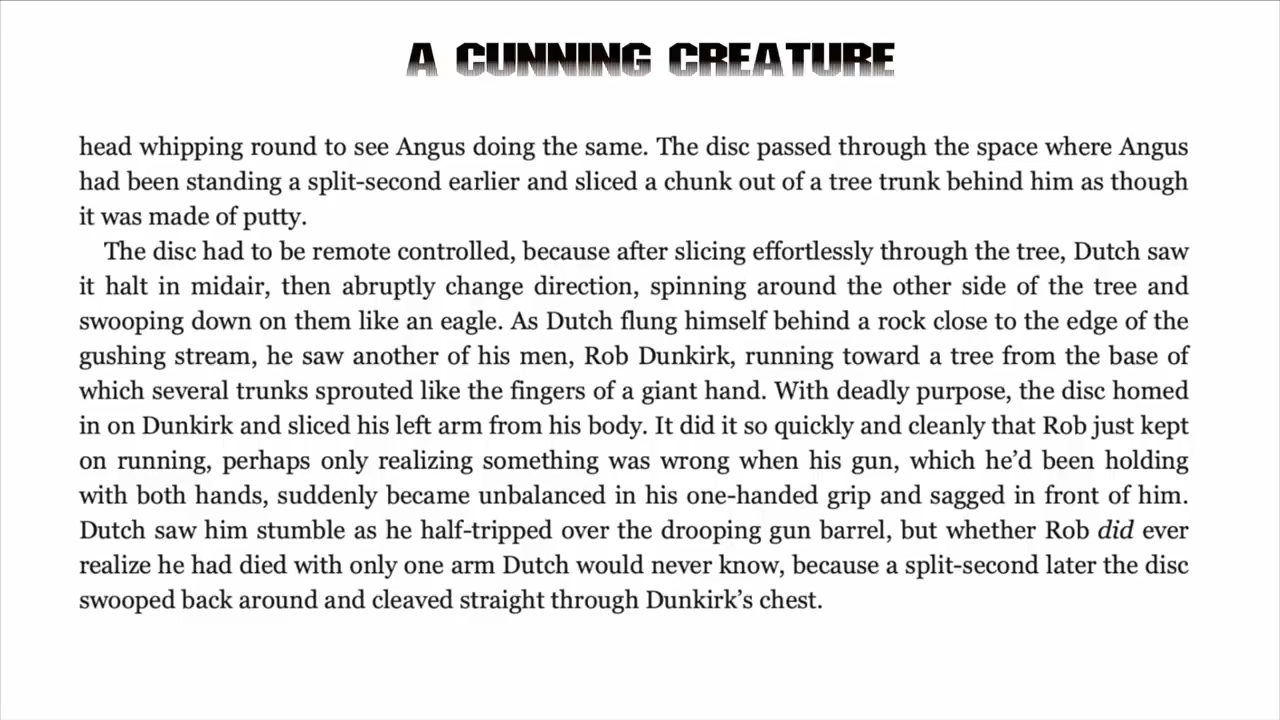 A CUNNING CREATURE
head whipping round to see Angus doing the same. The disc passed through the space where Angus
had been standing a split-second earlier and sliced a chunk out of a tree trunk behind him as though
it was made of putty.
The disc had to be remote controlled, because after slicing effortlessly through the tree, Dutch saw
it halt in midair, then abruptly change direction, spinning around the other side of the tree and
swooping down on them like an eagle. As Dutch flung himself behind a rock close to the edge of the
gushing stream, he saw another of his men, Rob Dunkirk, running toward a tree from the base of
which several trunks sprouted like the fingers of a giant hand. With deadly purpose, the disc homed
in on Dunkirk and sliced his left arm from his body. It did it so quickly and cleanly that Rob just kept
on running, perhaps only realizing something was wrong when his gun, which he’d been holding
with both hands, suddenly became unbalanced in his one-handed grip and sagged in front of him.
Dutch saw him stumble as he half-tripped over the drooping gun barrel, but whether Rob did ever
realize he had died with only one arm Dutch would never know, because a split-second later the disc
swooped back around and cleaved straight through Dunkirk’s chest.